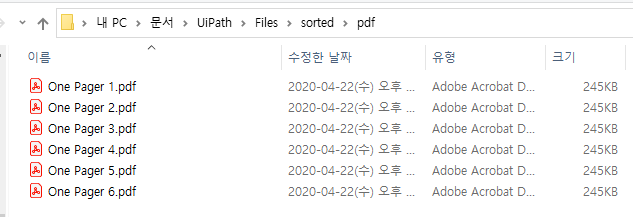 내 PC > 문서 > UiPath > Files > sorted > pdf
이름 수정한 날짜 유형 크기
One Pager 1.pdf 2020-04-22(수) 오후 ... Adobe Acrobat D... 245KB
One Pager 2.pdf 2020-04-22(수) 오후 ... Adobe Acrobat D... 245KB
One Pager 3.pdf 2020-04-22(수) 오후 ... Adobe Acrobat D... 245KB
One Pager 4.pdf 2020-04-22(수) 오후 ... Adobe Acrobat D... 245KB
One Pager 5.pdf 2020-04-22(수) 오후 ... Adobe Acrobat D... 245KB
One Pager 6.pdf 2020-04-22(수) 오후 ... Adobe Acrobat D... 245KB